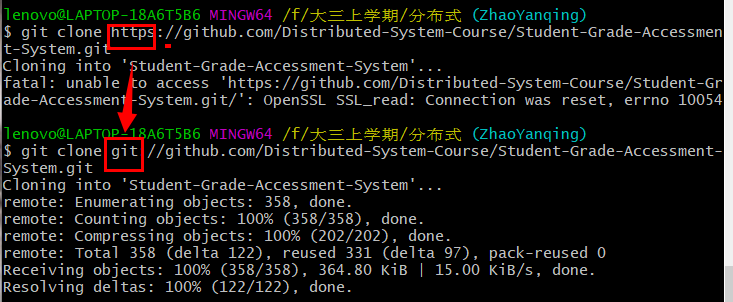 lenovo@LAPTOP-18A6T5B6 MINGW64 /f/大三上学期/分布式 (ZhaoYanqing)
$ git clone https://github.com/Distributed-System-Course/Student-Grade-Accessmen
t-System.git
Cloning into 'Student-Grade-Accessment-System'...
fatal: unable to access 'https://github.com/Distributed-System-Course/Student-Gr
ade-Accessment-System.git/': OpenSSL SSL_read: Connection was reset, errno 10054
lenovo@LAPTOP-18A6T5B6 MINGW64 /f/大三上学期/分布式 (ZhaoYanqing)
$ git clone git //github.com/Distributed-System-Course/Student-Grade-Accessment-
System.git
Cloning into 'Student-Grade-Accessment-System'...
remote: Enumerating objects: 358, done.
remote: Counting objects: 100% (358/358), done.
remote: Compressing objects: 100% (202/202), done.
remote: Total 358 (delta 122), reused 331 (delta 97), pack-reused 0
Receiving objects: 100% (358/358), 364.80 KiB | 15.00 KiB/s, done.
Resolving deltas: 100% (122/122), done.